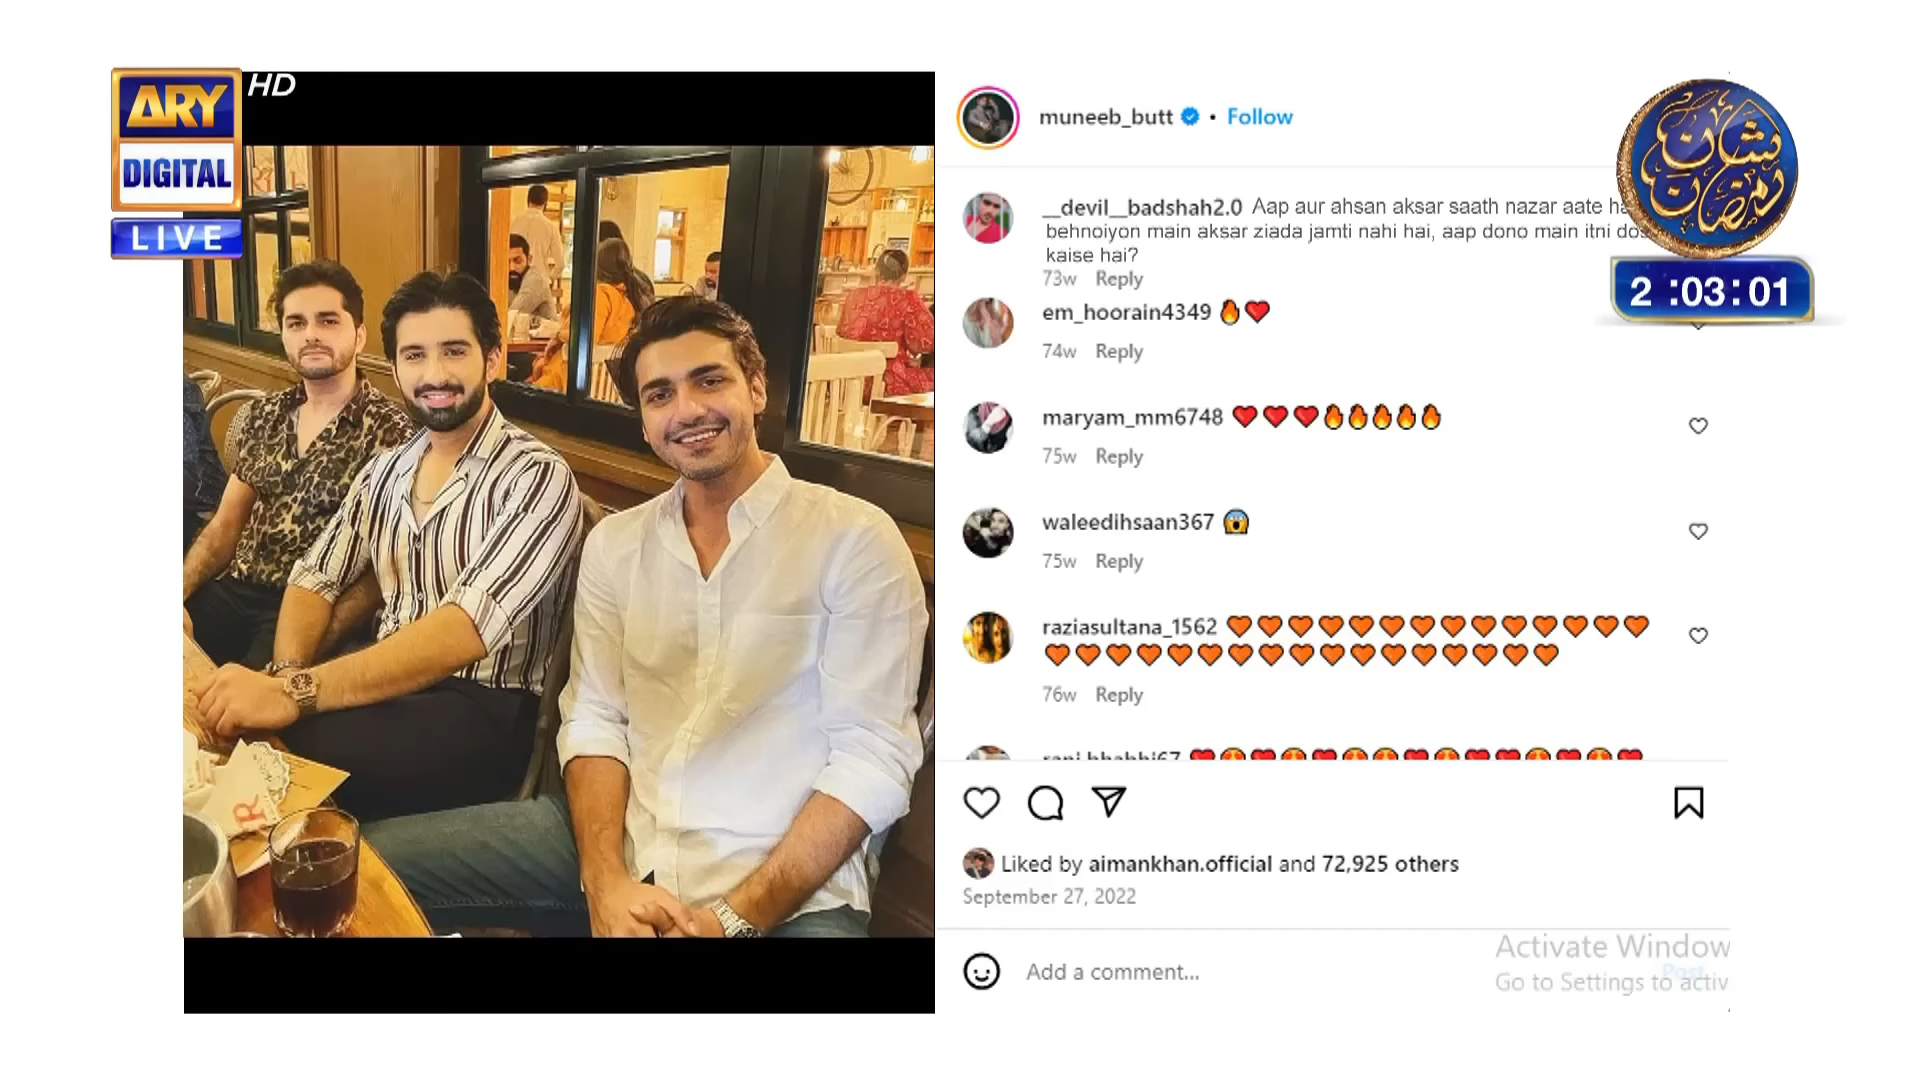 ARY
DIGITAL
LIVE
HD
muneeb_butt • Follow
__devil__badshah2.0 Aap aur ahsan aksar saath nazar aate
behnoiyon main aksar ziada jamti nahi hai, aap dono main itni
kaise hai?
73w Reply
em_hoorain4349 🔥❤️
74w Reply
maryam_mm6748 ❤️❤️❤️🔥🔥🔥🔥🔥
75w Reply
waleedihsaan367 😱
75w Reply
raziasultana_1562 🧡🧡🧡🧡🧡🧡🧡🧡🧡🧡🧡🧡🧡🧡
🧡🧡🧡🧡🧡🧡🧡🧡🧡🧡🧡🧡🧡🧡🧡🧡🧡
76w Reply
Liked by aimankhan.official and 72,925 others
September 27, 2022
Add a comment...
Post
Activate Window
Go to Settings to activ
شان
رمضان
2 :03:01
R